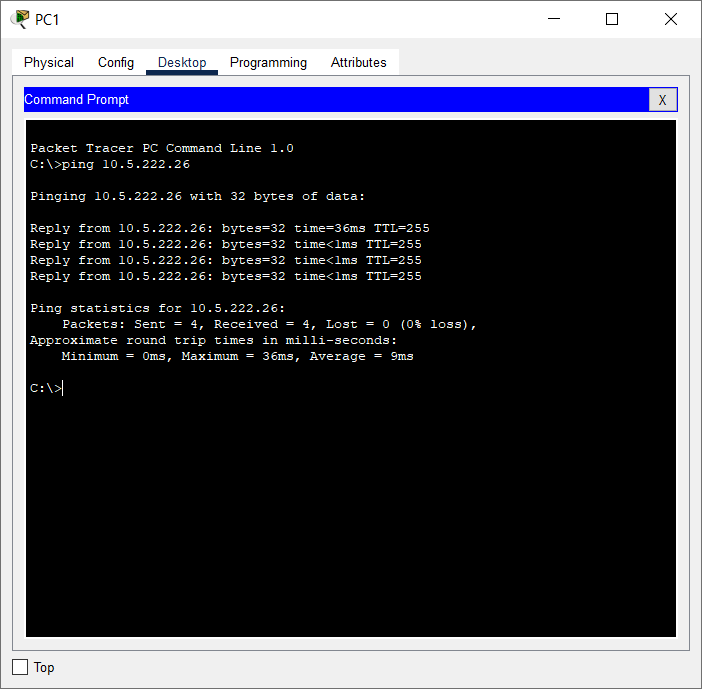 PC1
Physical Config Desktop Programming Attributes
Command Prompt X
Packet Tracer PC Command Line 1.0
C:\>ping 10.5.222.26
Pinging 10.5.222.26 with 32 bytes of data:
Reply from 10.5.222.26: bytes=32 time=36ms TTL=255
Reply from 10.5.222.26: bytes=32 time<1ms TTL=255
Reply from 10.5.222.26: bytes=32 time<1ms TTL=255
Reply from 10.5.222.26: bytes=32 time<1ms TTL=255
Ping statistics for 10.5.222.26:
    Packets: Sent = 4, Received = 4, Lost = 0 (0% loss),
Approximate round trip times in milli-seconds:
    Minimum = 0ms, Maximum = 36ms, Average = 9ms
C:\>
Top